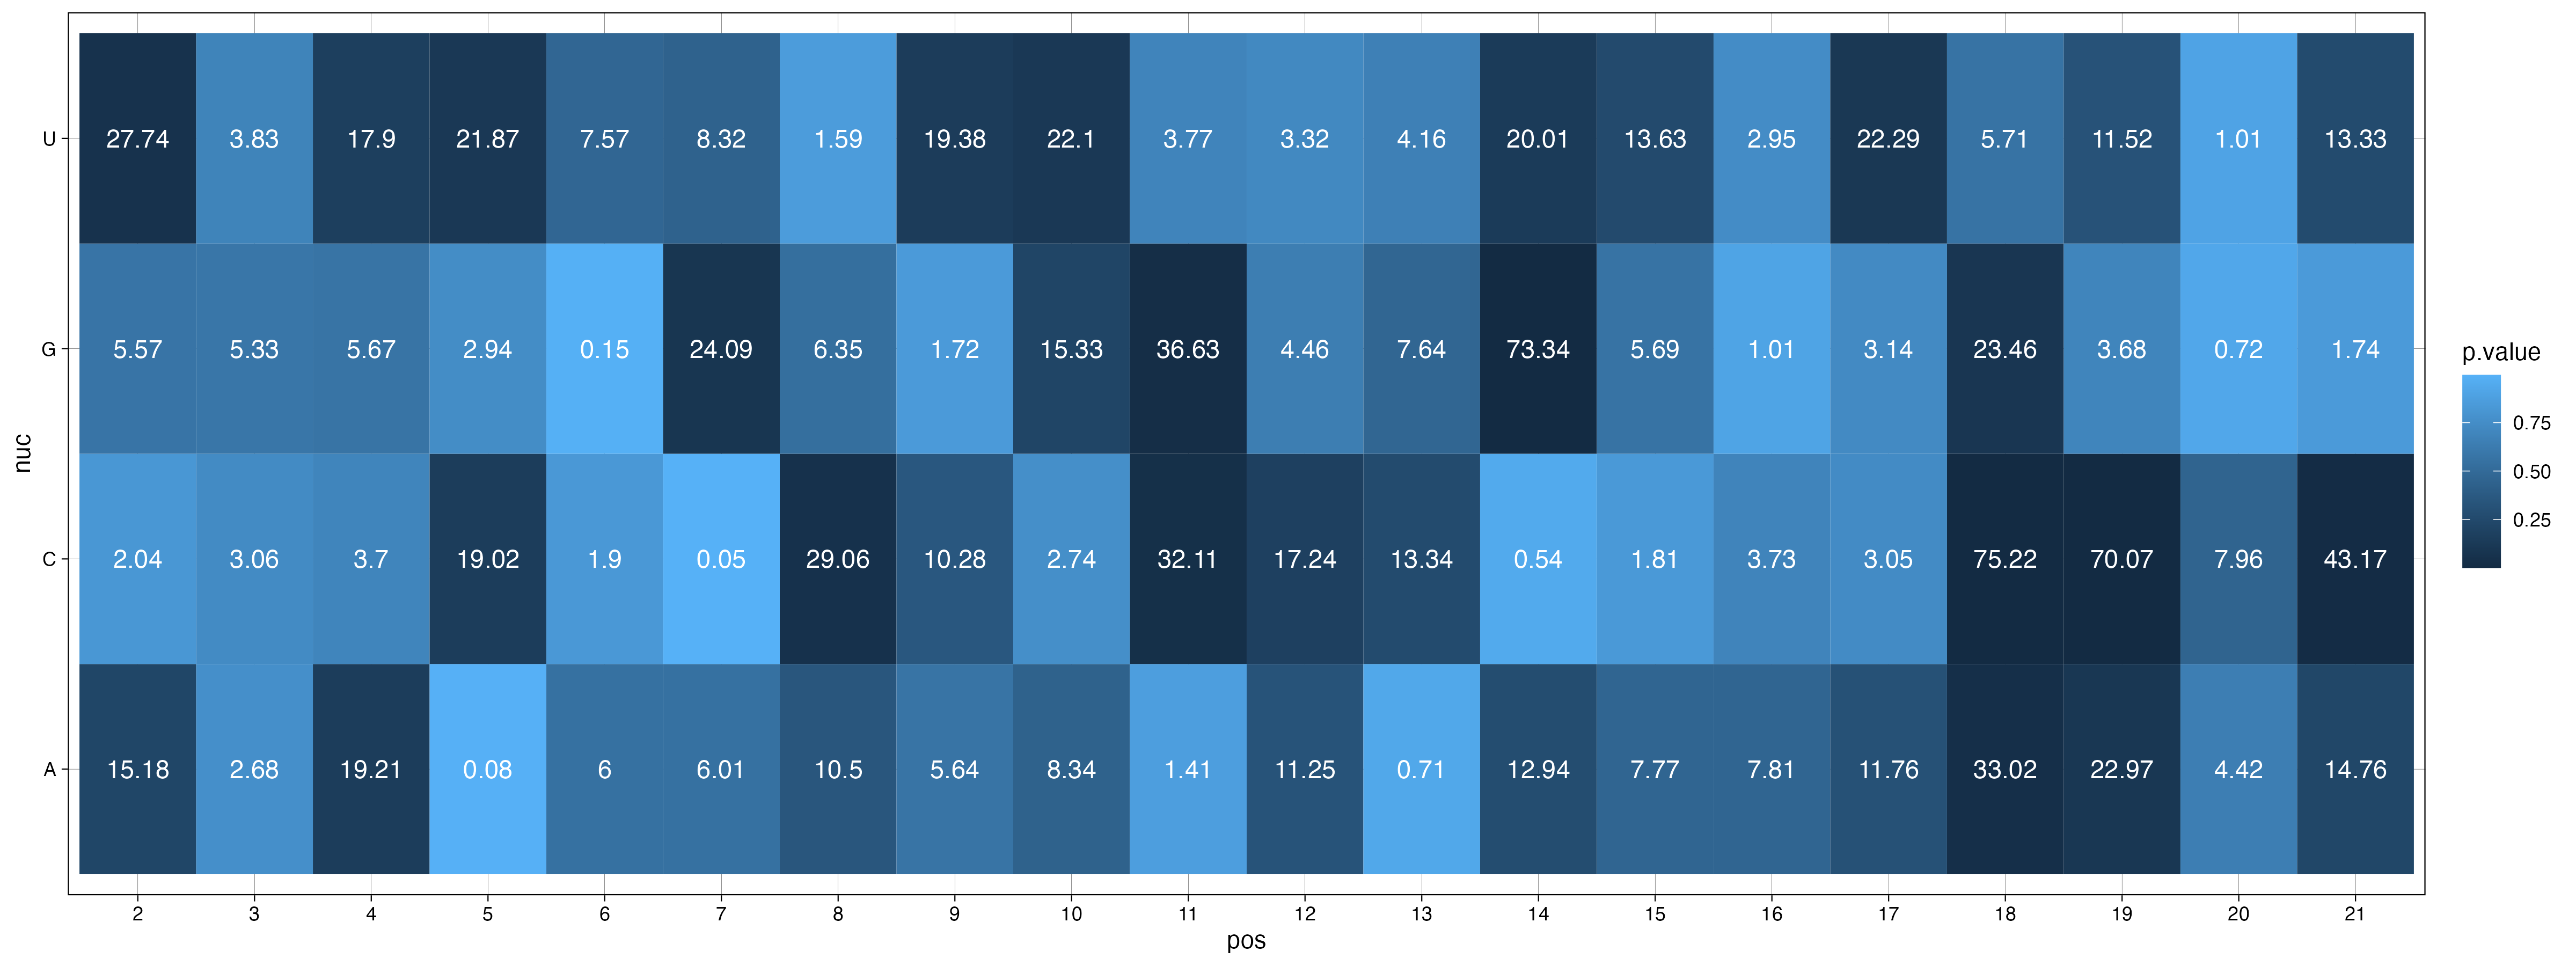 U 27.74 3.83 17.9 21.87 7.57 8.32 1.59 19.38 22.1 3.77 3.32 4.16 20.01 13.63 2.95 22.29 5.71 11.52 1.01 13.33
G 5.57 5.33 5.67 2.94 0.15 24.09 6.35 1.72 15.33 36.63 4.46 7.64 73.34 5.69 1.01 3.14 23.46 3.68 0.72 1.74
C 2.04 3.06 3.7 19.02 1.9 0.05 29.06 10.28 2.74 32.11 17.24 13.34 0.54 1.81 3.73 3.05 75.22 70.07 7.96 43.17
A 15.18 2.68 19.21 0.08 6 6.01 10.5 5.64 8.34 1.41 11.25 0.71 12.94 7.77 7.81 11.76 33.02 22.97 4.42 14.76
2 3 4 5 6 7 8 9 10 11 12 13 14 15 16 17 18 19 20 21
pos
nuc
p.value
0.75
0.50
0.25